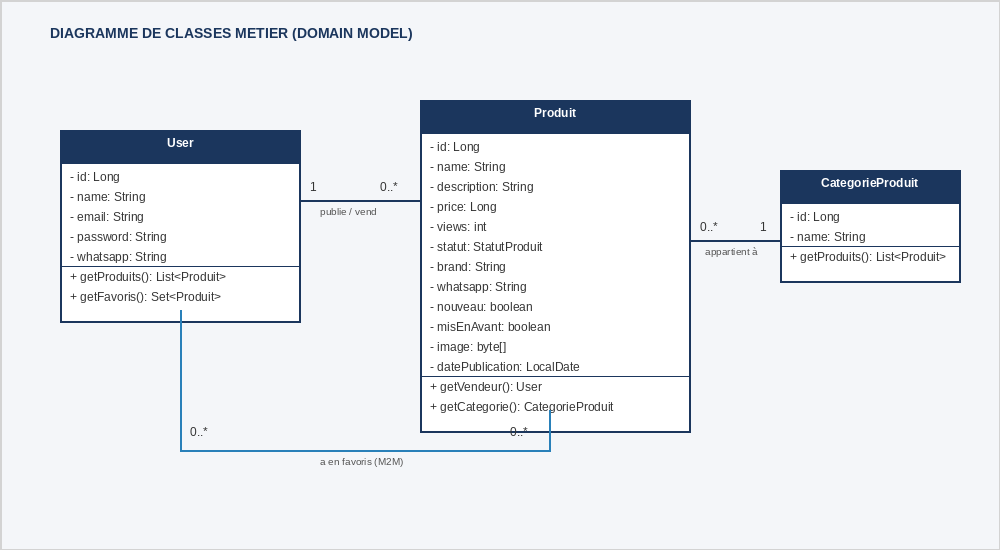 DIAGRAMME DE CLASSES METIER (DOMAIN MODEL)
User
- id: Long
- name: String
- email: String
- password: String
- whatsapp: String
+ getProduits(): List<Produit>
+ getFavoris(): Set<Produit>
1
0..*
publie / vend
Produit
- id: Long
- name: String
- description: String
- price: Long
- views: int
- statut: StatutProduit
- brand: String
- whatsapp: String
- nouveau: boolean
- misEnAvant: boolean
- image: byte[]
- datePublication: LocalDate
+ getVendeur(): User
+ getCategorie(): CategorieProduit
0..*
1
appartient à
CategorieProduit
- id: Long
- name: String
+ getProduits(): List<Produit>
0..*
0..*
a en favoris (M2M)